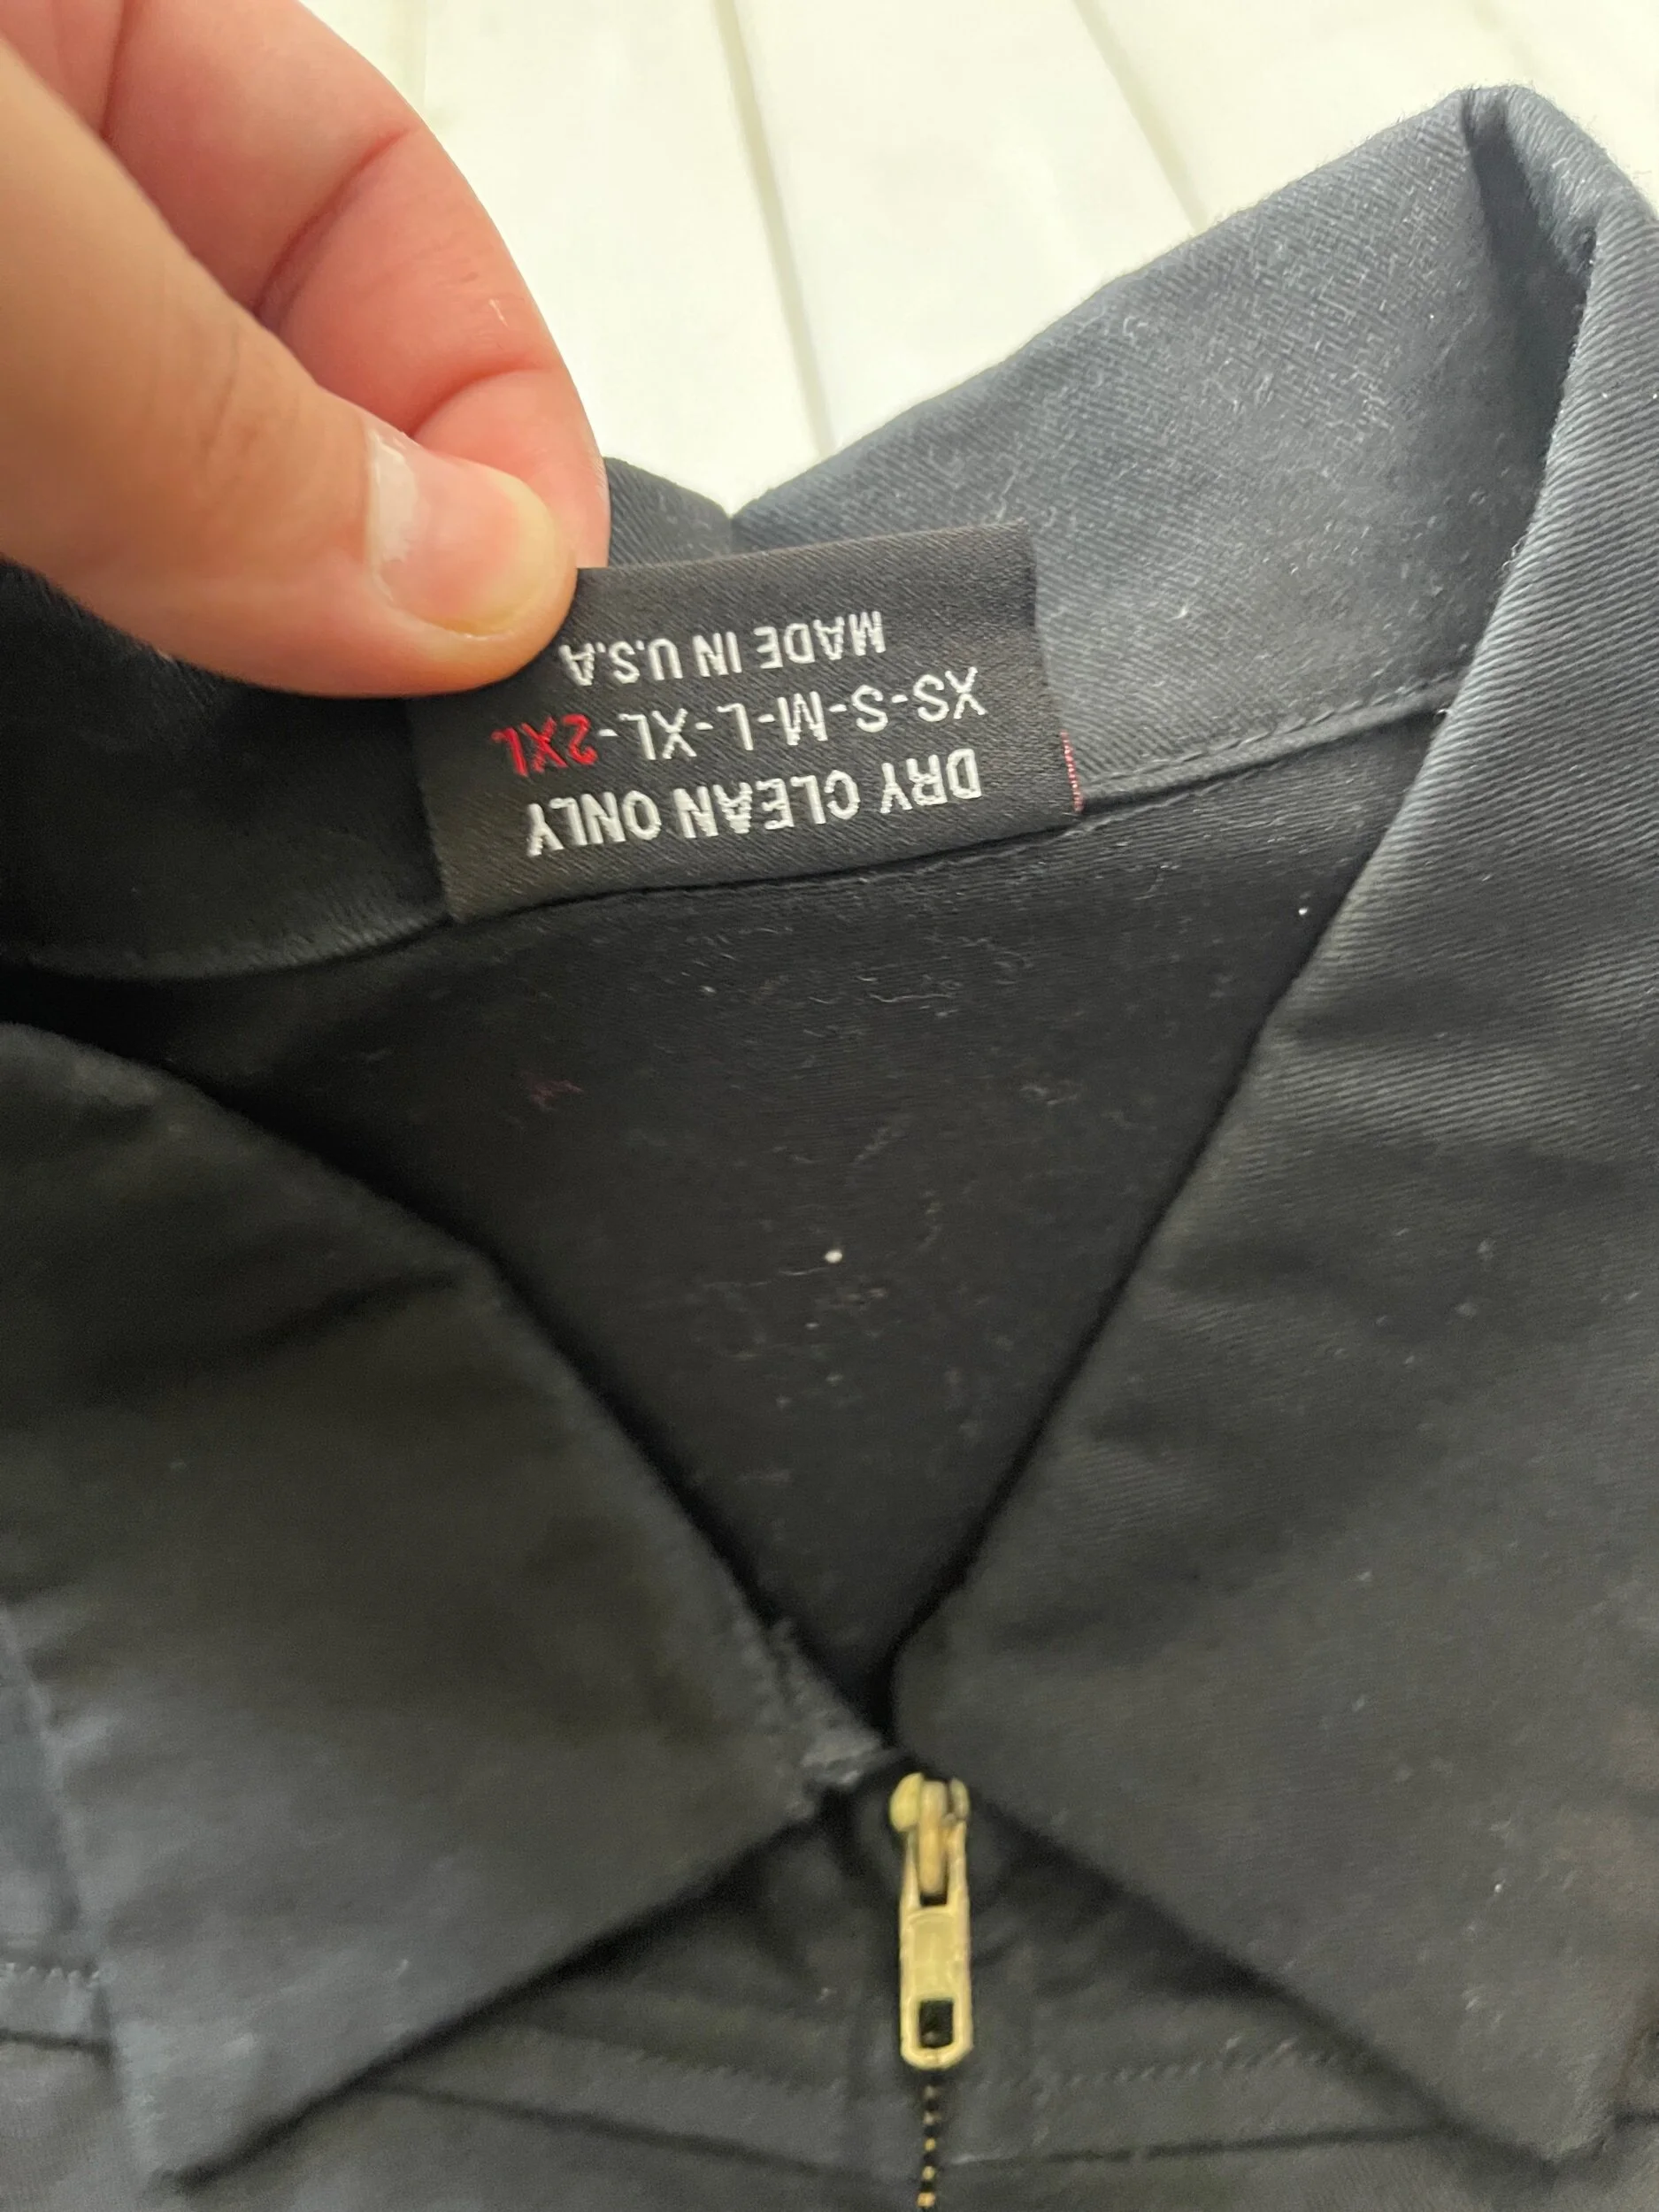 DRY CLEAN ONLY
XS-S-M-L-XL-2XL
MADE IN U.S.A